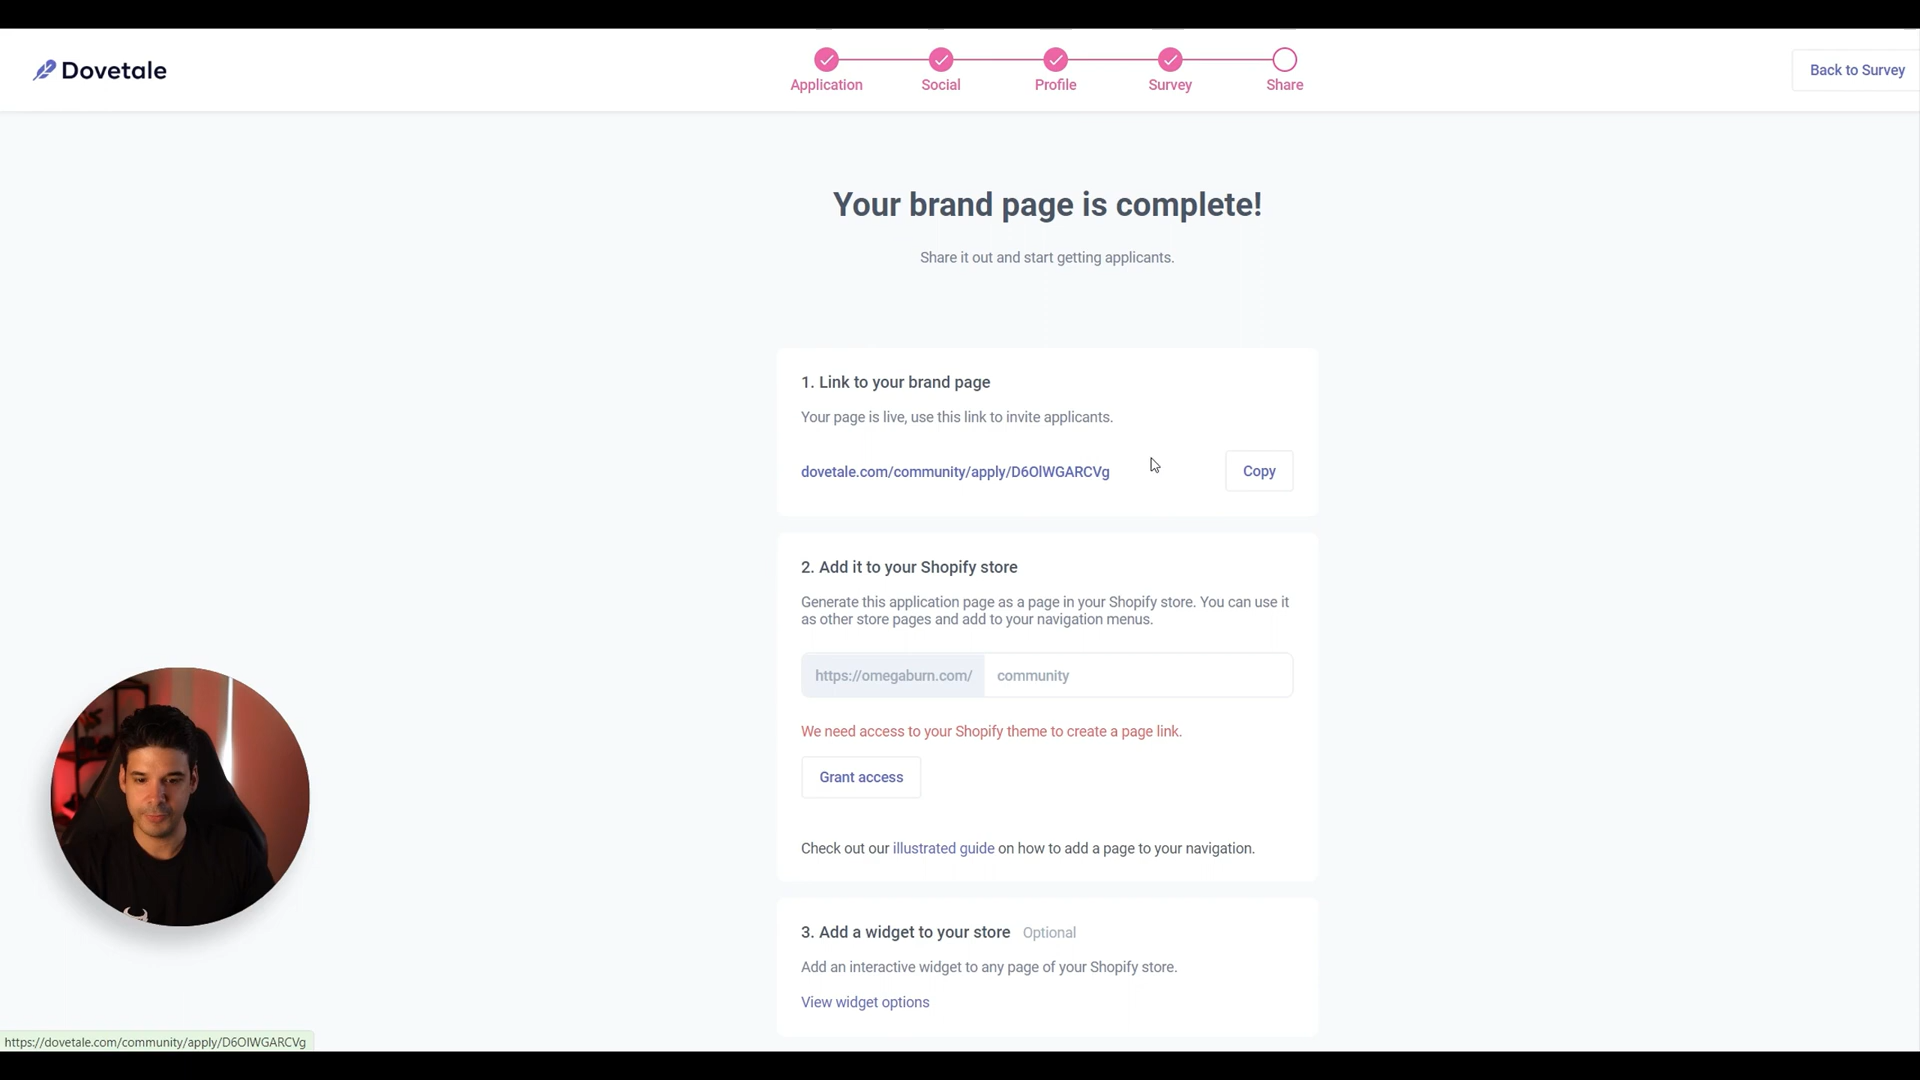 Dovetale
Application
Social
Profile
Survey
Share
Back to Survey
Your brand page is complete!
Share it out and start getting applicants.
1. Link to your brand page
Your page is live, use this link to invite applicants.
dovetale.com/community/apply/D6OlWGARCVg
Copy
2. Add it to your Shopify store
Generate this application page as a page in your Shopify store. You can use it
as other store pages and add to your navigation menus.
https://omegaburn.com/
community
We need access to your Shopify theme to create a page link.
Grant access
Check out our illustrated guide on how to add a page to your navigation.
3. Add a widget to your store Optional
Add an interactive widget to any page of your Shopify store.
View widget options
https://dovetale.com/community/apply/D6OlWGARCVg